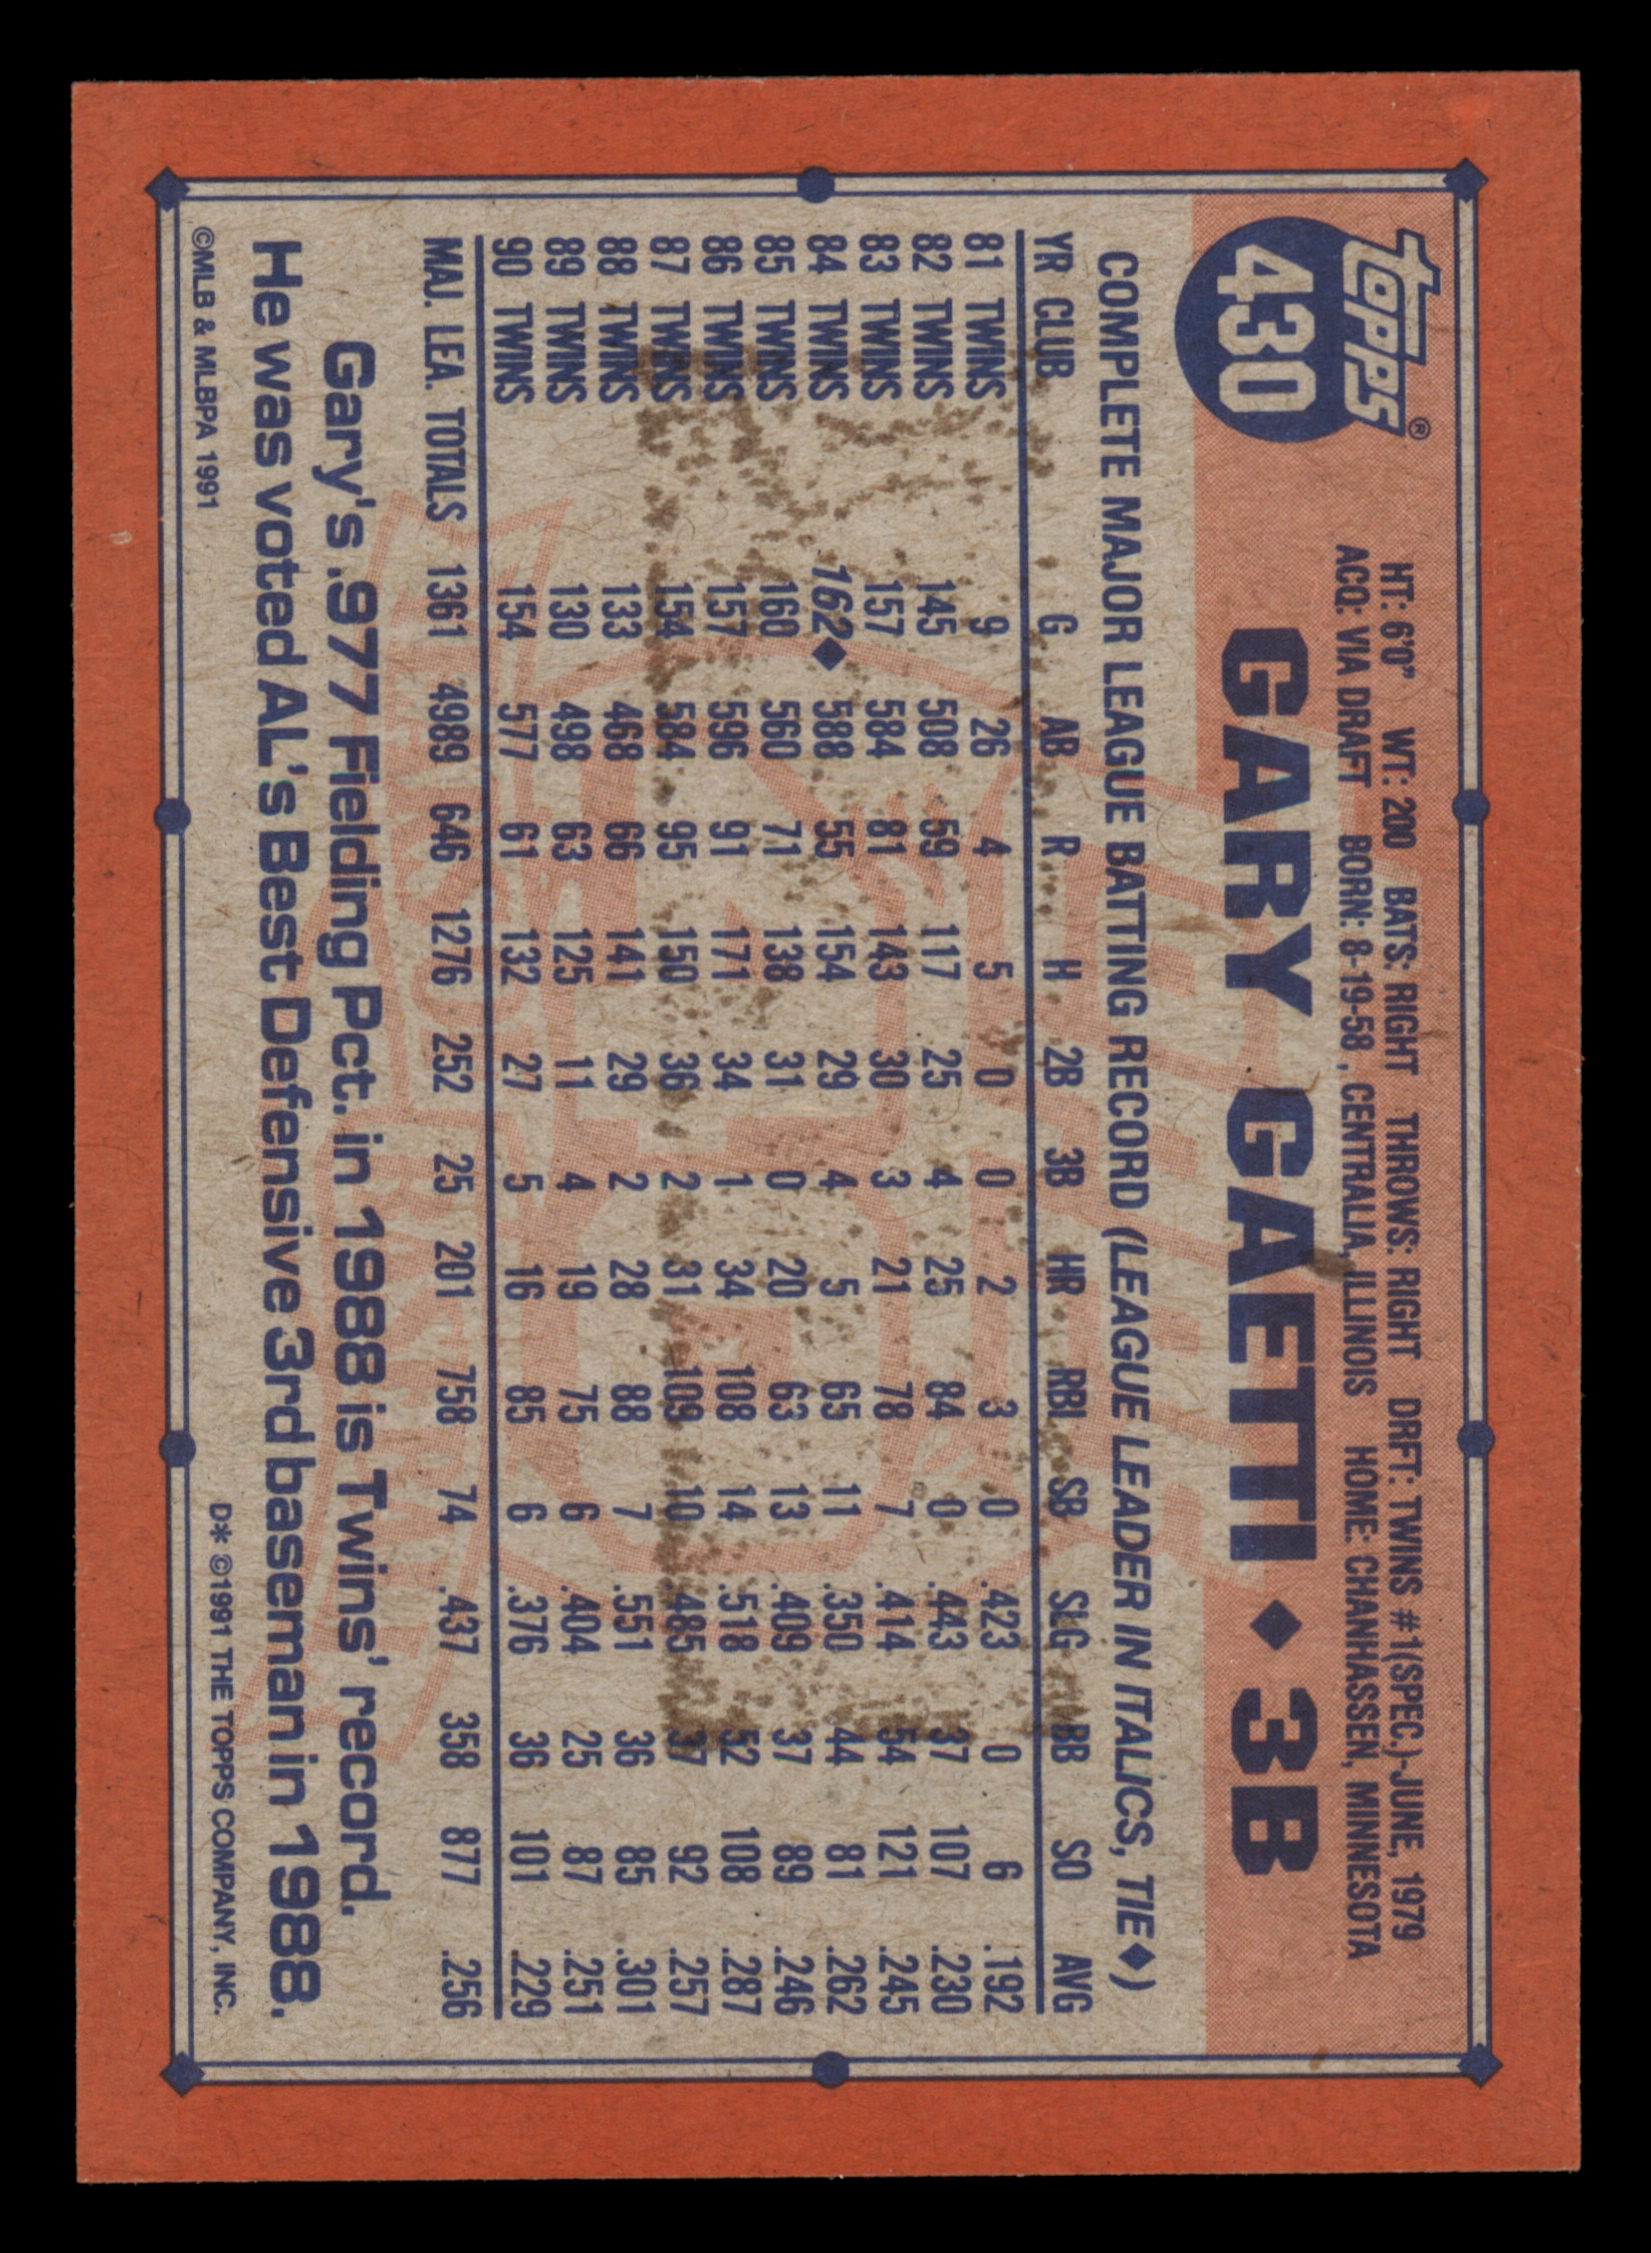 topps®
430
HT: 6'0" WT: 200 BATS: RIGHT THROWS: RIGHT DRFT: TWINS #1(SPEC.)-JUNE, 1979
ACQ: VIA DRAFT BORN: 8-19-58, CENTRALIA, ILLINOIS HOME: CHANHASSEN, MINNESOTA
GARY GAETTI ◆ 3B
COMPLETE MAJOR LEAGUE BATTING RECORD (LEAGUE LEADER IN ITALICS, TIE◆)
YR CLUB G AB R H 2B 3B HR RBI SB SLG BB SO AVG
81 TWINS 9 26 4 5 0 0 2 3 0 .423 0 6 .192
82 TWINS 145 508 59 117 25 4 25 84 0 .443 37 107 .230
83 TWINS 157 584 81 143 30 3 21 78 7 .414 54 121 .245
84 TWINS 162◆ 588 55 154 29 4 5 65 11 .350 44 81 .262
85 TWINS 160 560 71 138 31 0 20 63 13 .409 37 89 .246
86 TWINS 157 596 91 171 34 1 34 108 14 .518 52 108 .287
87 TWINS 154 584 95 150 36 2 31 109 10 .485 37 92 .257
88 TWINS 133 468 66 141 29 2 28 88 7 .551 36 85 .301
89 TWINS 130 498 63 125 11 4 19 75 6 .404 25 87 .251
90 TWINS 154 577 61 132 27 5 16 85 6 .376 36 101 .229
MAJ. LEA. TOTALS 1361 4989 646 1276 252 25 201 758 74 .437 358 877 .256
Gary's .977 Fielding Pct. in 1988 is Twins' record.
He was voted AL's Best Defensive 3rd baseman in 1988.
©MLB & MLBPA 1991
D* ©1991 THE TOPPS COMPANY, INC.